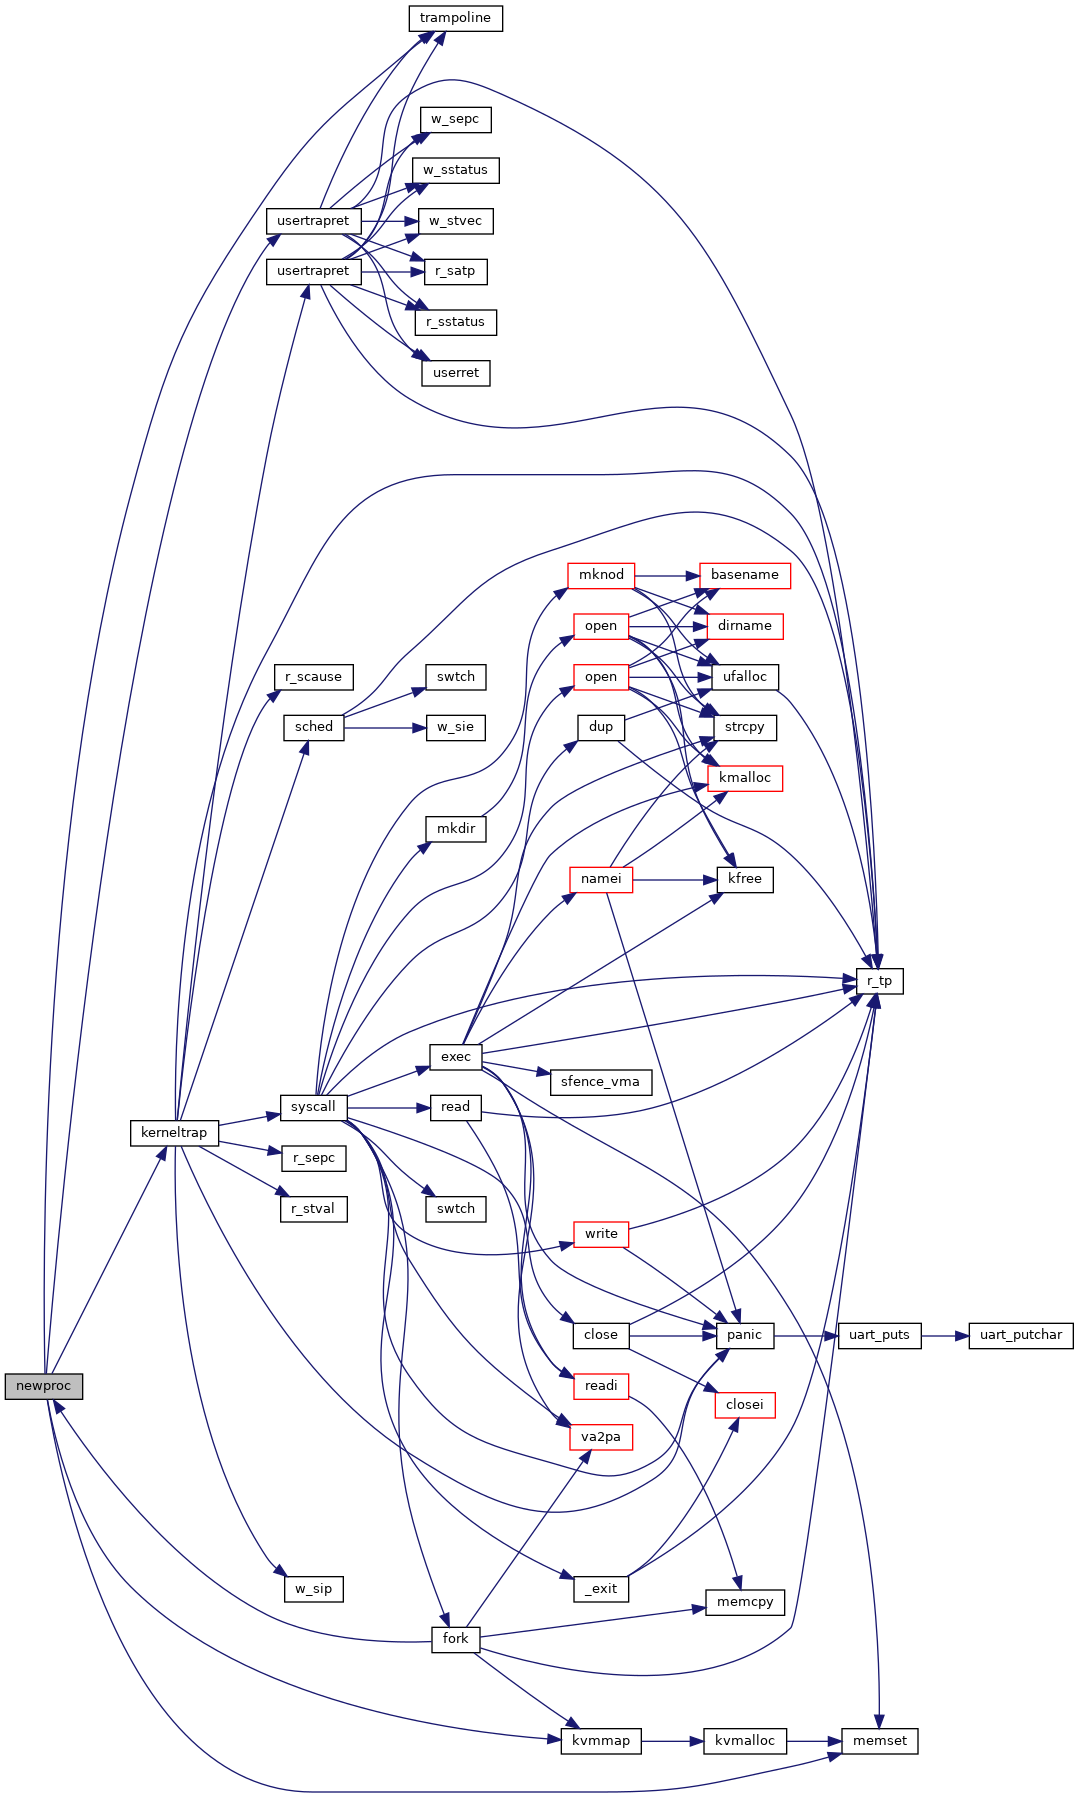 trampoline
w_sepc
w_sstatus
usertrapret
w_stvec
usertrapret
r_satp
r_sstatus
userret
mknod
basename
open
dirname
r_scause
swtch
open
ufalloc
sched
w_sie
dup
strcpy
kmalloc
mkdir
namei
kfree
r_tp
exec
sfence_vma
syscall
read
kerneltrap
r_sepc
r_stval
swtch
write
close
panic
uart_puts
uart_putchar
newproc
readi
closei
va2pa
w_sip
_exit
memcpy
fork
kvmmap
kvmalloc
memset